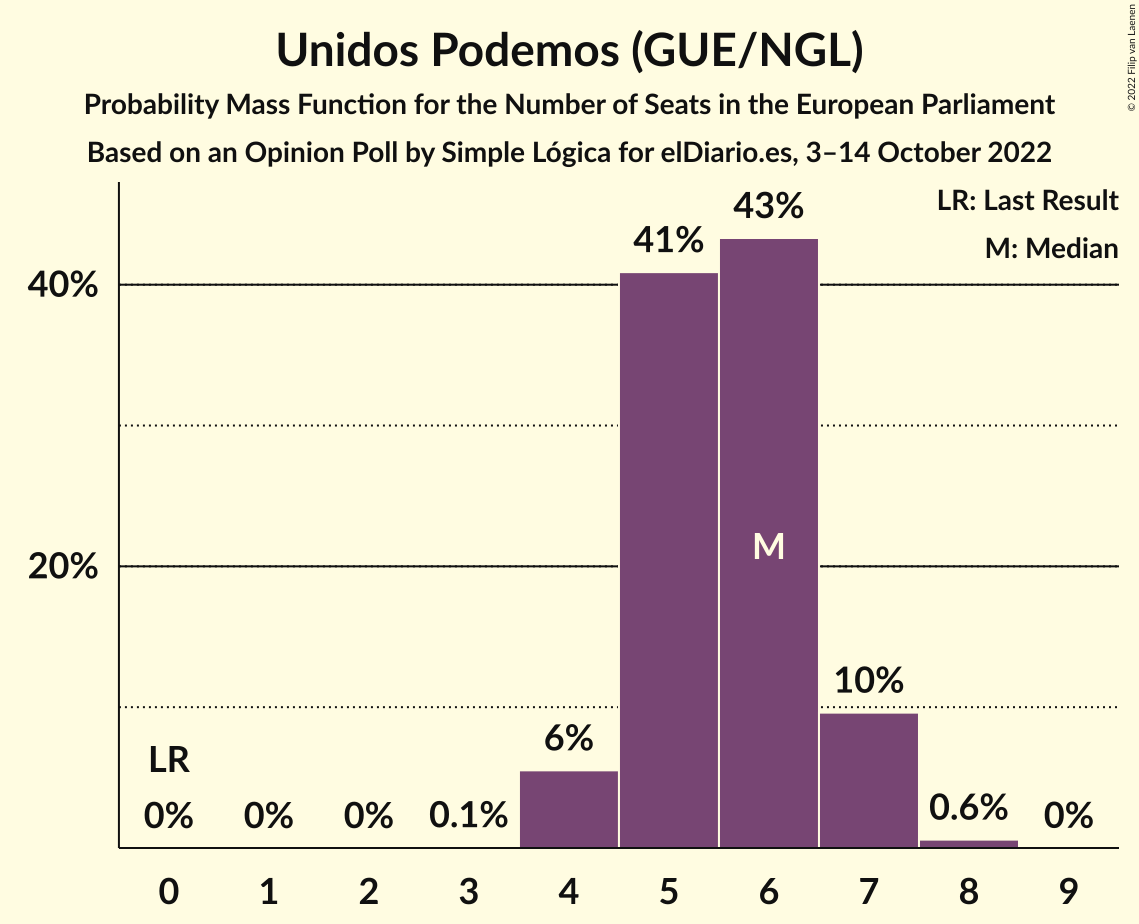 Unidos Podemos (GUE/NGL)
Probability Mass Function for the Number of Seats in the European Parliament
Based on an Opinion Poll by Simple Lógica for elDiario.es, 3–14 October 2022
© 2022 Filip van Laenen
LR: Last Result
M: Median
43%
41%
40%
M
20%
10%
6%
LR
0% 0% 0% 0.1% 0.6% 0%
0 1 2 3 4 5 6 7 8 9